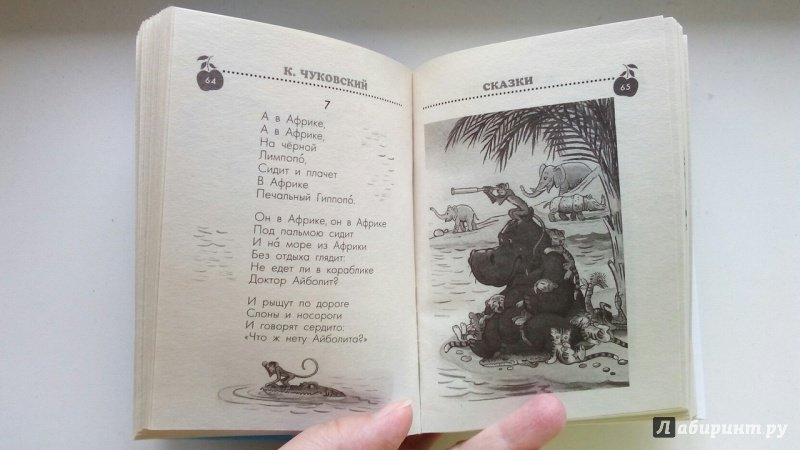 64
К. ЧУКОВСКИЙ
7
А в Африке,
А в Африке,
На чёрной
Лимпопо́,
Сидит и плачет
В Африке
Печальный Гиппопо́.
Он в Африке, он в Африке
Под пальмою сидит
И на́ море из Африки
Без отдыха глядит:
Не едет ли в кораблике
Доктор Айболит?
И рыщут по дороге
Слоны и носороги
И говорят сердито:
«Что ж нету Айболита?»
СКАЗКИ
65
Лабиринт.ру